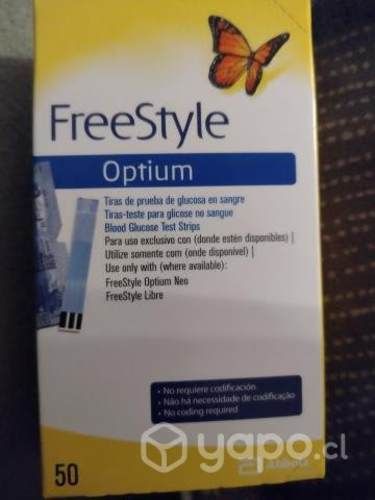 FreeStyle
Optium
Tiras de prueba de glucosa en sangre
Tiras-teste para glicose no sangue
Blood Glucose Test Strips
Para uso exclusivo con (donde estén disponibles) |
Utilize somente com (onde disponível) |
Use only with (where available):
FreeStyle Optium Neo
FreeStyle Libre
• No requiere codificación.
• Não há necessidade de codificação
• No coding required
yapo.cl
50
Abbott